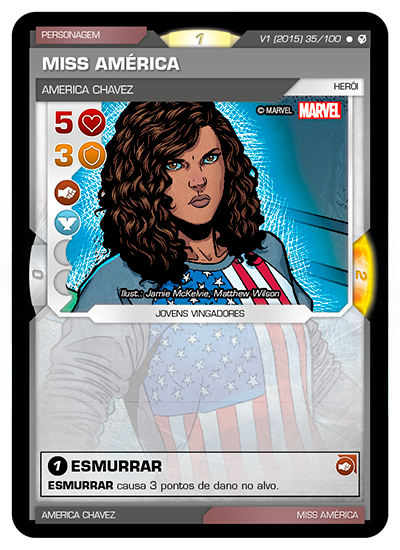 PERSONAGEM
1
V1 (2015) 35/100
MISS AMÉRICA
AMERICA CHAVEZ
HERÓI
5
© MARVEL
MARVEL
3
0
2
Ilust.: Jamie McKelvie, Matthew Wilson
JOVENS VINGADORES
1 ESMURRAR
ESMURRAR causa 3 pontos de dano no alvo.
AMERICA CHAVEZ
MISS AMÉRICA